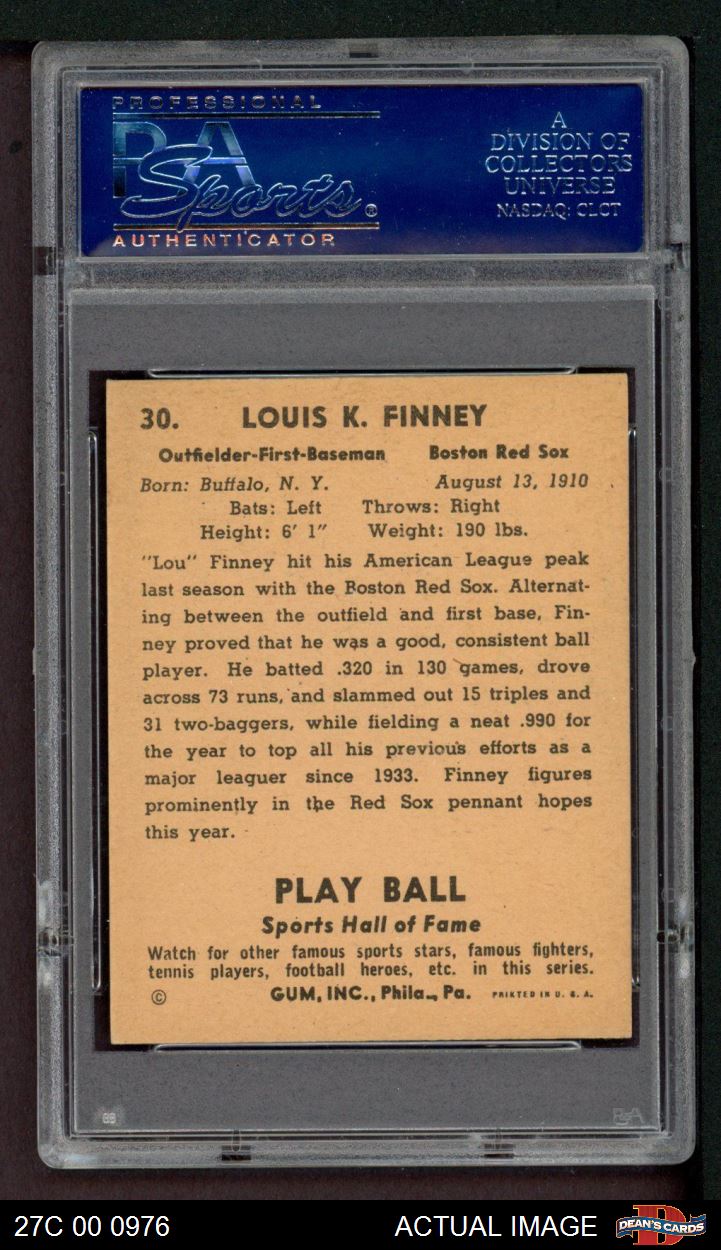 PROFESSIONAL
PSA
Sports®
AUTHENTICATOR
A
DIVISION OF
COLLECTORS
UNIVERSE
NASDAQ: CLCT
30. LOUIS K. FINNEY
Outfielder-First-Baseman Boston Red Sox
Born: Buffalo, N. Y. August 13, 1910
Bats: Left Throws: Right
Height: 6' 1" Weight: 190 lbs.
"Lou" Finney hit his American League peak
last season with the Boston Red Sox. Alternat-
ing between the outfield and first base, Fin-
ney proved that he was a good, consistent ball
player. He batted .320 in 130 games, drove
across 73 runs, and slammed out 15 triples and
31 two-baggers, while fielding a neat .990 for
the year to top all his previous efforts as a
major leaguer since 1933. Finney figures
prominently in the Red Sox pennant hopes
this year.
PLAY BALL
Sports Hall of Fame
Watch for other famous sports stars, famous fighters,
tennis players, football heroes, etc. in this series.
© GUM, INC., Phila., Pa. PRINTED IN U. S. A.
PSA
27C 00 0976 ACTUAL IMAGE DEAN'S CARDS